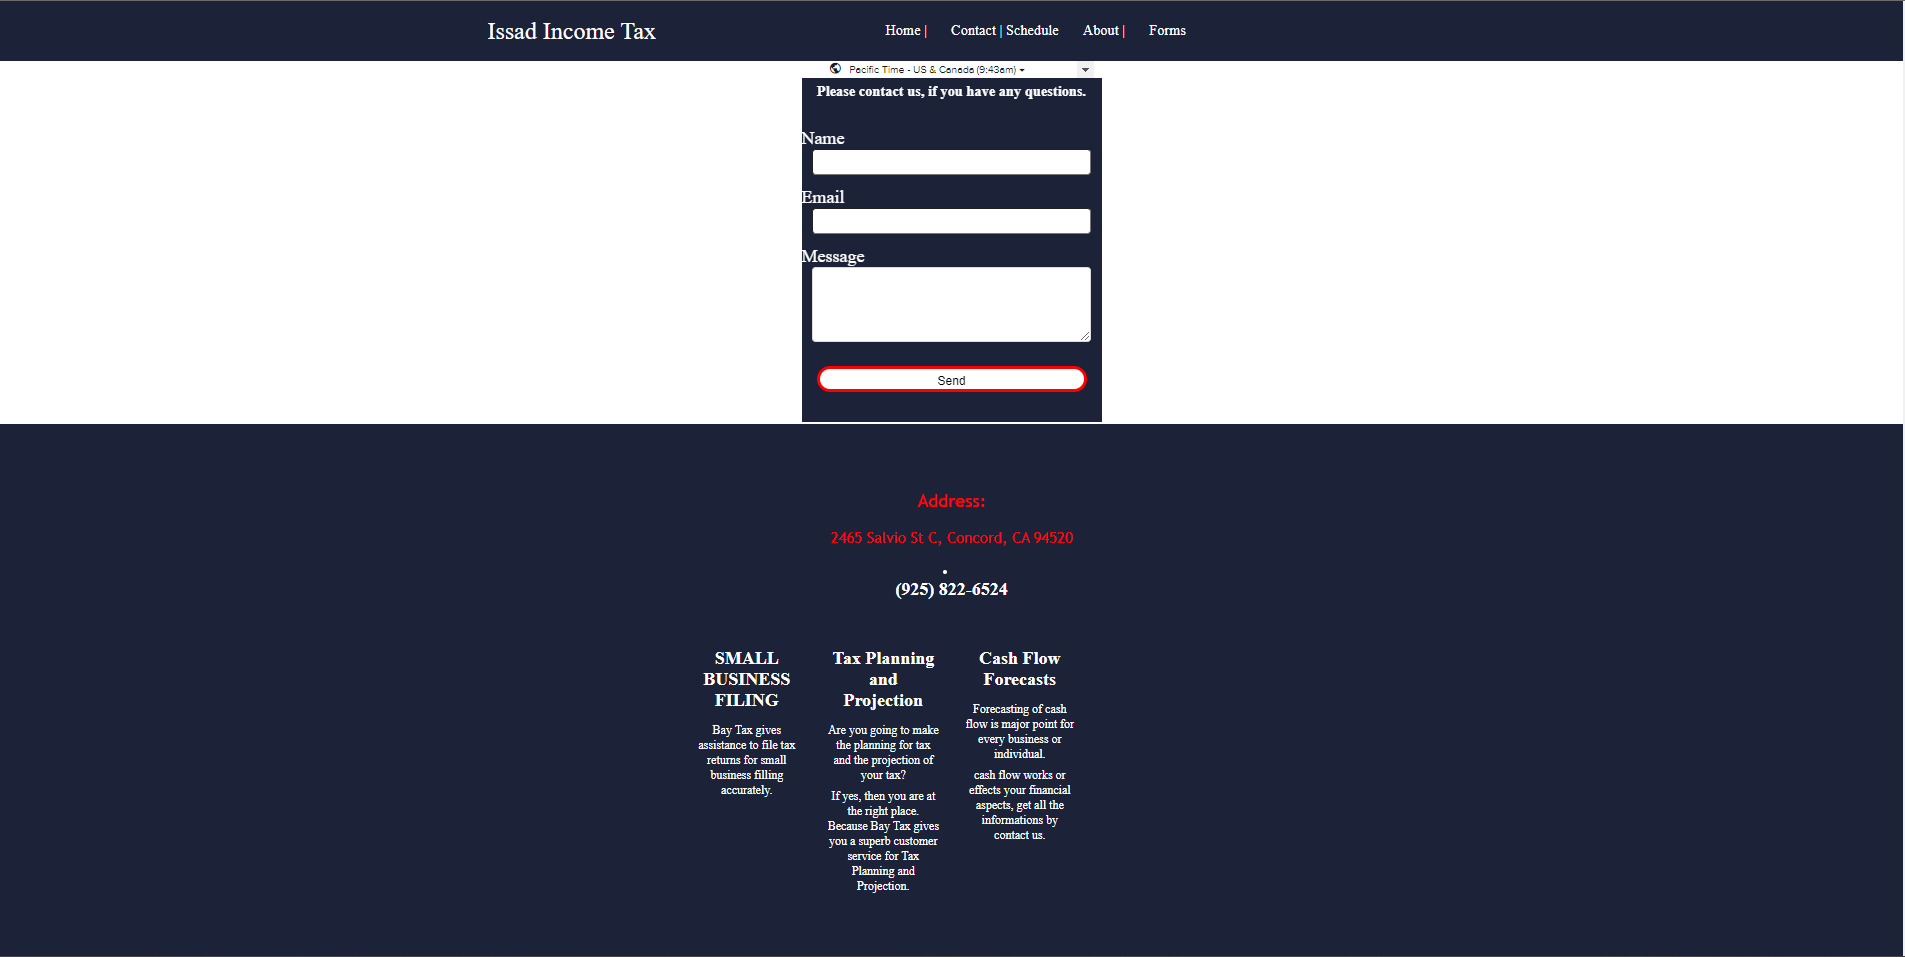 Issad Income Tax
Home |
Contact | Schedule
About |
Forms
Pacific Time - US & Canada (9:43am)
Please contact us, if you have any questions.
Name
Email
Message
Send
Address:
2465 Salvio St C, Concord, CA 94520
(925) 822-6524
SMALL
BUSINESS
FILING
Bay Tax gives
assistance to file tax
returns for small
business filling
accurately.
Tax Planning
and
Projection
Are you going to make
the planning for tax
and the projection of
your tax?
If yes, then you are at
the right place.
Because Bay Tax gives
you a superb customer
service for Tax
Planning and
Projection.
Cash Flow
Forecasts
Forecasting of cash
flow is major point for
every business or
individual.
cash flow works or
effects your financial
aspects, get all the
informations by
contact us.